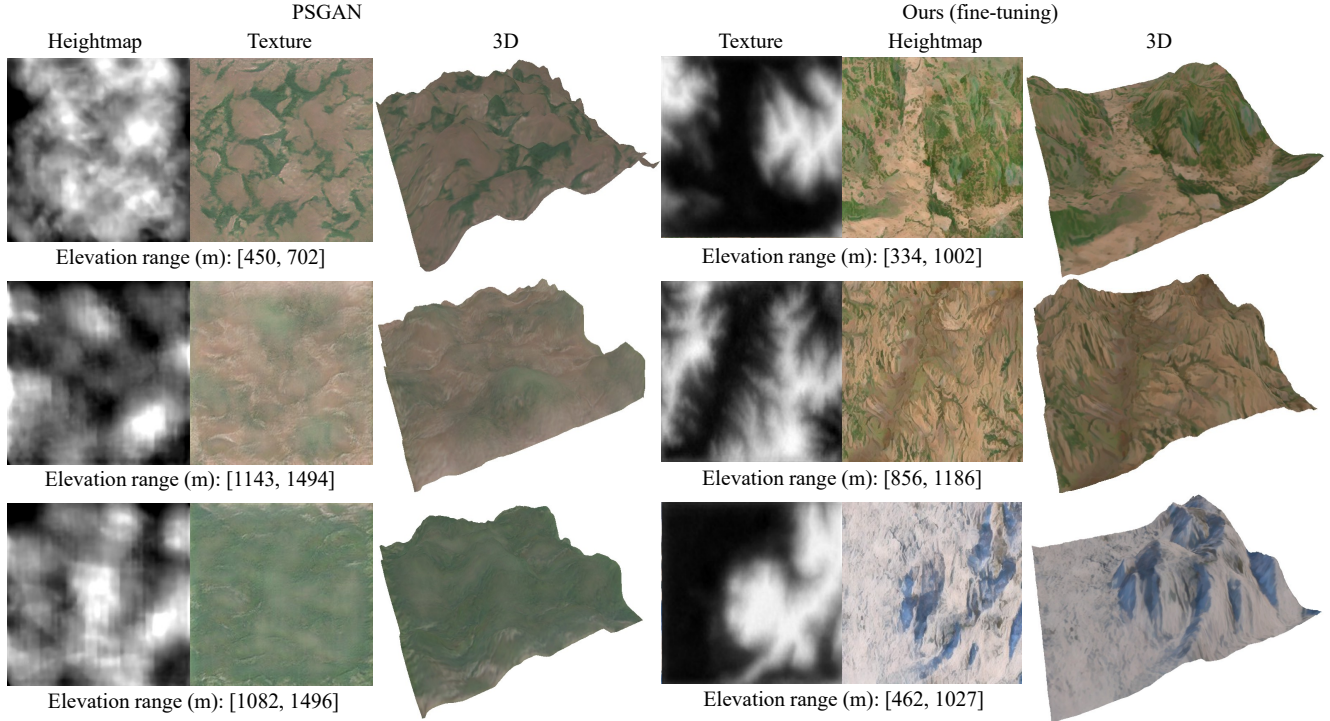 PSGAN
Ours (fine-tuning)
Heightmap
Texture
3D
Texture
Heightmap
3D
Elevation range (m): [450, 702]
Elevation range (m): [334, 1002]
Elevation range (m): [1143, 1494]
Elevation range (m): [856, 1186]
Elevation range (m): [1082, 1496]
Elevation range (m): [462, 1027]